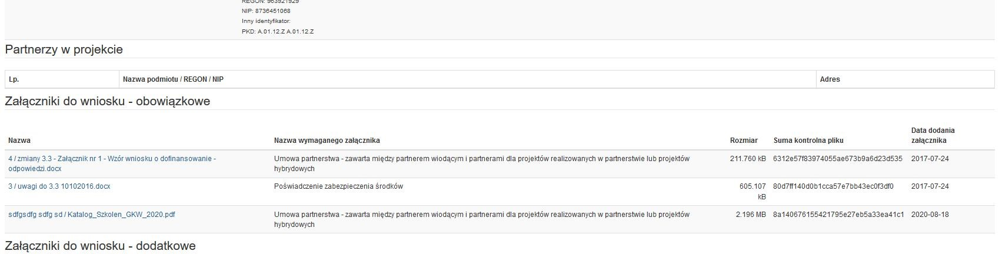 REGON: 963921929
NIP: 8736451068
Inny identyfikator:
PKD: A.01.12.Z A.01.12.Z
Partnerzy w projekcie
Lp. Nazwa podmiotu / REGON / NIP Adres
Załączniki do wniosku - obowiązkowe
Nazwa Nazwa wymaganego załącznika Rozmiar Suma kontrolna pliku Data dodania
załącznika
4 / zmiany 3.3 - Załącznik nr 1 - Wzór wniosku o dofinansowanie - Umowa partnerstwa - zawarta między partnerem wiodącym i partnerami dla projektów realizowanych w partnerstwie lub projektów 211.760 kB 6312e57f83974055ae673b9a6d23d535 2017-07-24
odpowiedzi.docx hybrydowych
3 / uwagi do 3.3 10102016.docx Poświadczenie zabezpieczenia środków 605.107 80d7ff140d0b1cca57e7bb43ec0f3df0 2017-07-24
kB
sdfgsdfg sdfg sd / Katalog_Szkolen_GKW_2020.pdf Umowa partnerstwa - zawarta między partnerem wiodącym i partnerami dla projektów realizowanych w partnerstwie lub projektów 2.196 MB 8a140676155421795e27eb5a33ea41c1 2020-08-18
hybrydowych
Załączniki do wniosku - dodatkowe